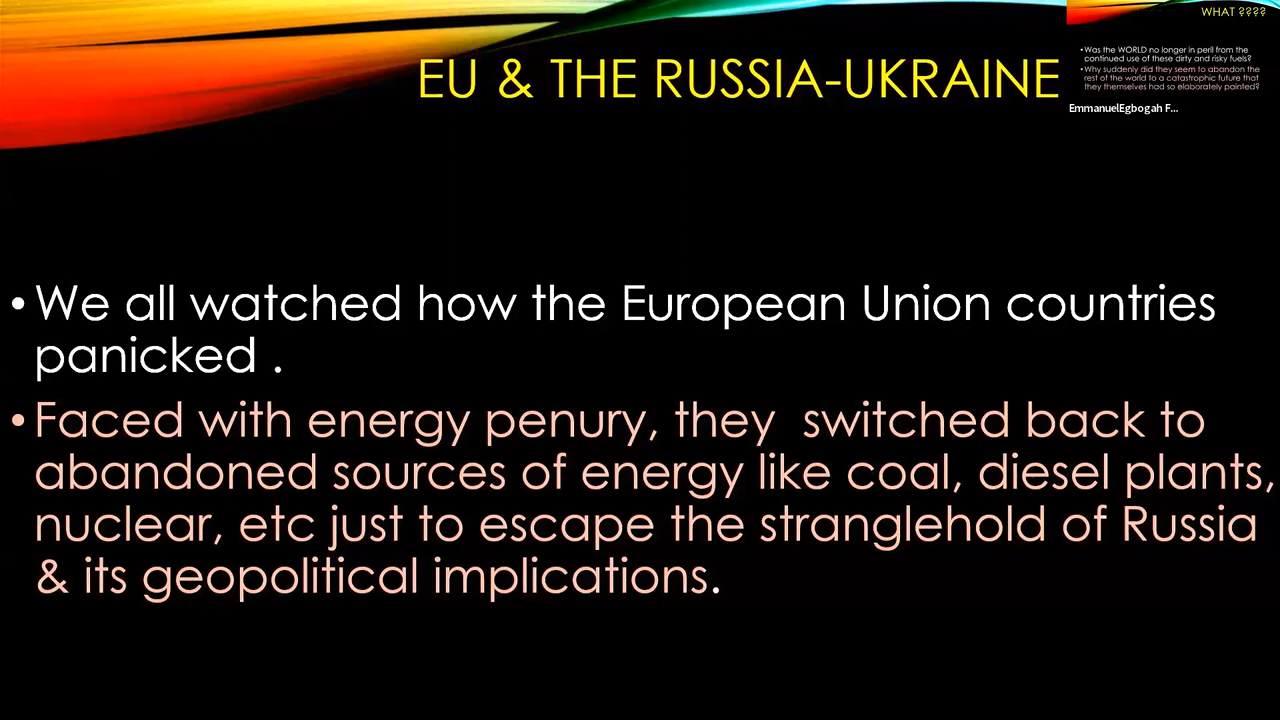 WHAT ????
EU & THE RUSSIA-UKRAINE
•Was the WORLD no longer in peril from the
continued use of these dirty and risky fuels?
•Why suddenly did they seem to abandon the
rest of the world to a catastrophic future that
they themselves had so elaborately painted?
EmmanuelEgbogah F...
•We all watched how the European Union countries
panicked .
•Faced with energy penury, they  switched back to
abandoned sources of energy like coal, diesel plants,
nuclear, etc just to escape the stranglehold of Russia
& its geopolitical implications.